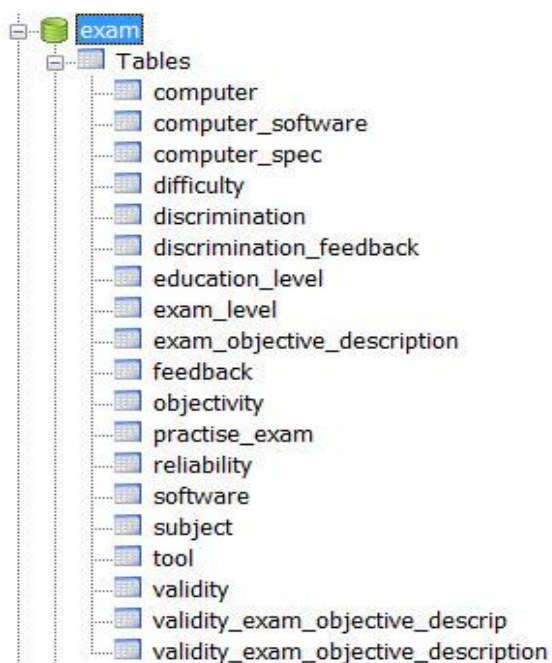 exam
Tables
computer
computer_software
computer_spec
difficulty
discrimination
discrimination_feedback
education_level
exam_level
exam_objective_description
feedback
objectivity
practise_exam
reliability
software
subject
tool
validity
validity_exam_objective_descrip
validity_exam_objective_description